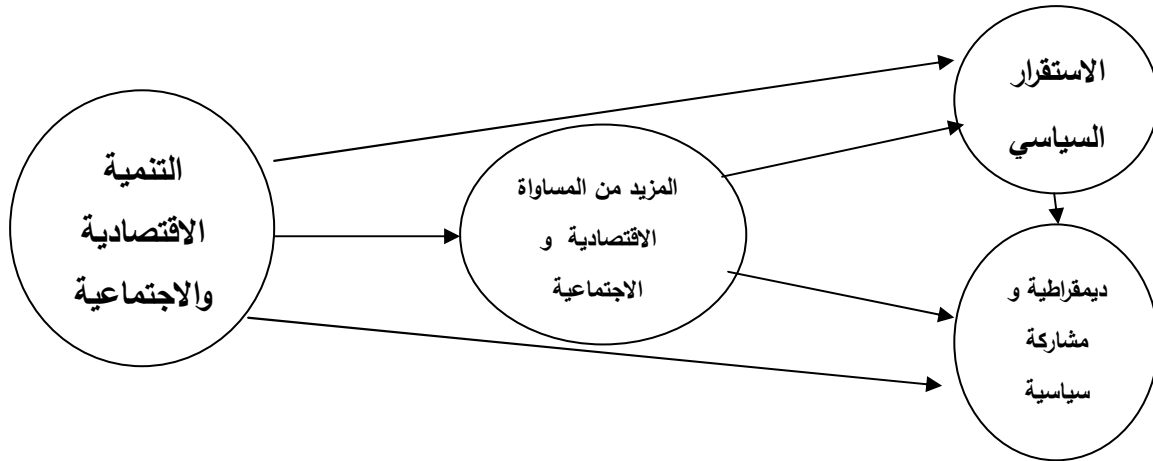 الاستقرار
السياسي
التنمية
الاقتصادية
والاجتماعية
المزيد من المساواة
الاقتصادية و
الاجتماعية
ديمقراطية و
مشاركة
سياسية